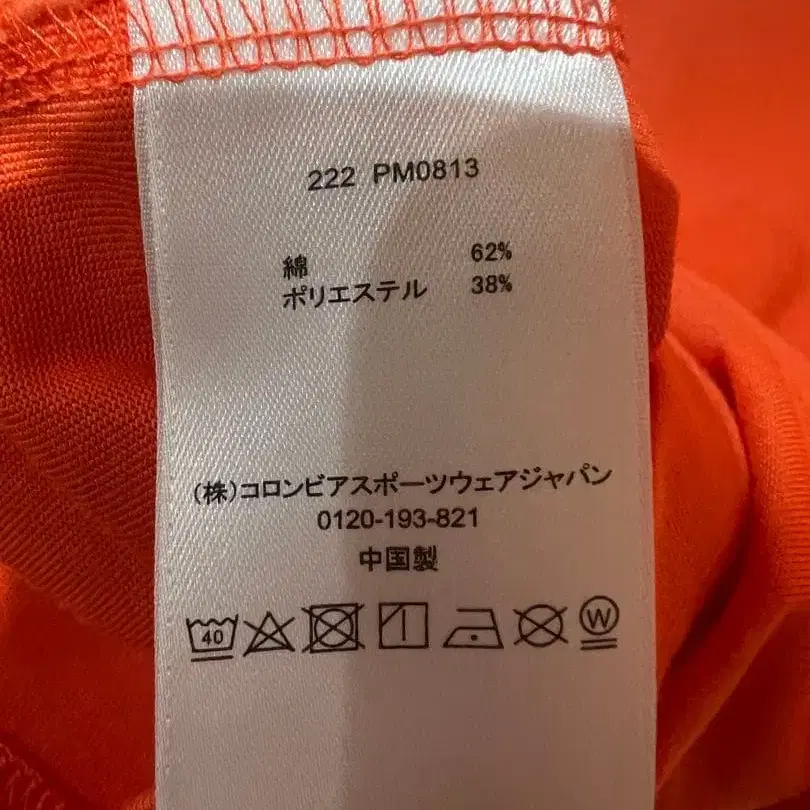 222 PM0813
綿 62%
ポリエステル 38%
(株)コロンビアスポーツウェアジャパン
0120-193-821
中国製
40
W